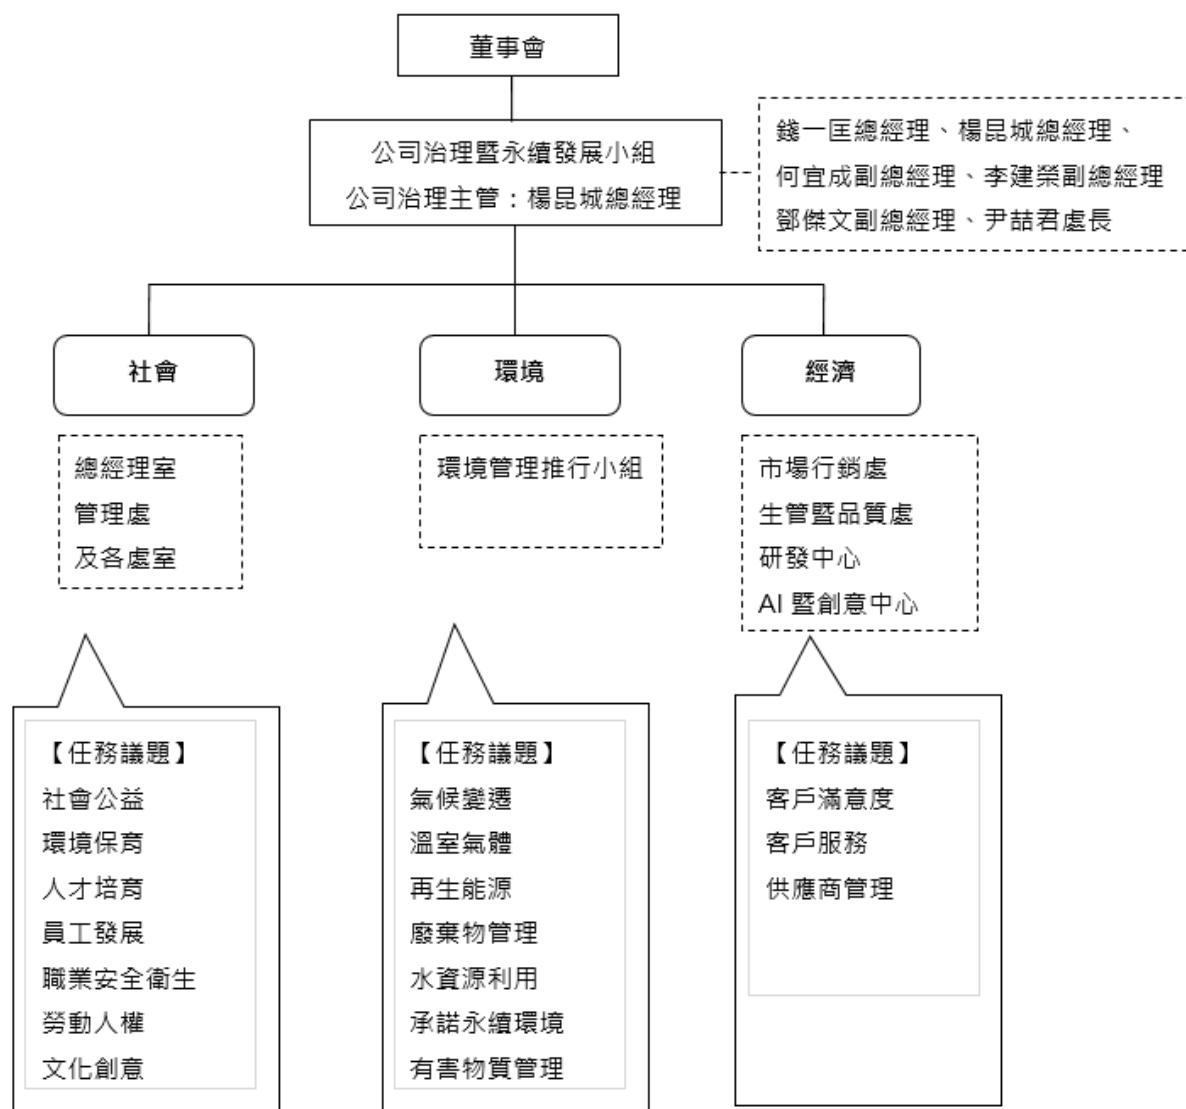 董事會
公司治理暨永續發展小組
公司治理主管：楊昆城總經理
錢一匡總經理、楊昆城總經理、
何宜成副總經理、李建榮副總經理
鄧傑文副總經理、尹喆君處長
社會
環境
經濟
總經理室
管理處
及各處室
環境管理推行小組
市場行銷處
生管暨品質處
研發中心
AI 暨創意中心
【任務議題】
社會公益
環境保育
人才培育
員工發展
職業安全衛生
勞動人權
文化創意
【任務議題】
氣候變遷
溫室氣體
再生能源
廢棄物管理
水資源利用
承諾永續環境
有害物質管理
【任務議題】
客戶滿意度
客戶服務
供應商管理